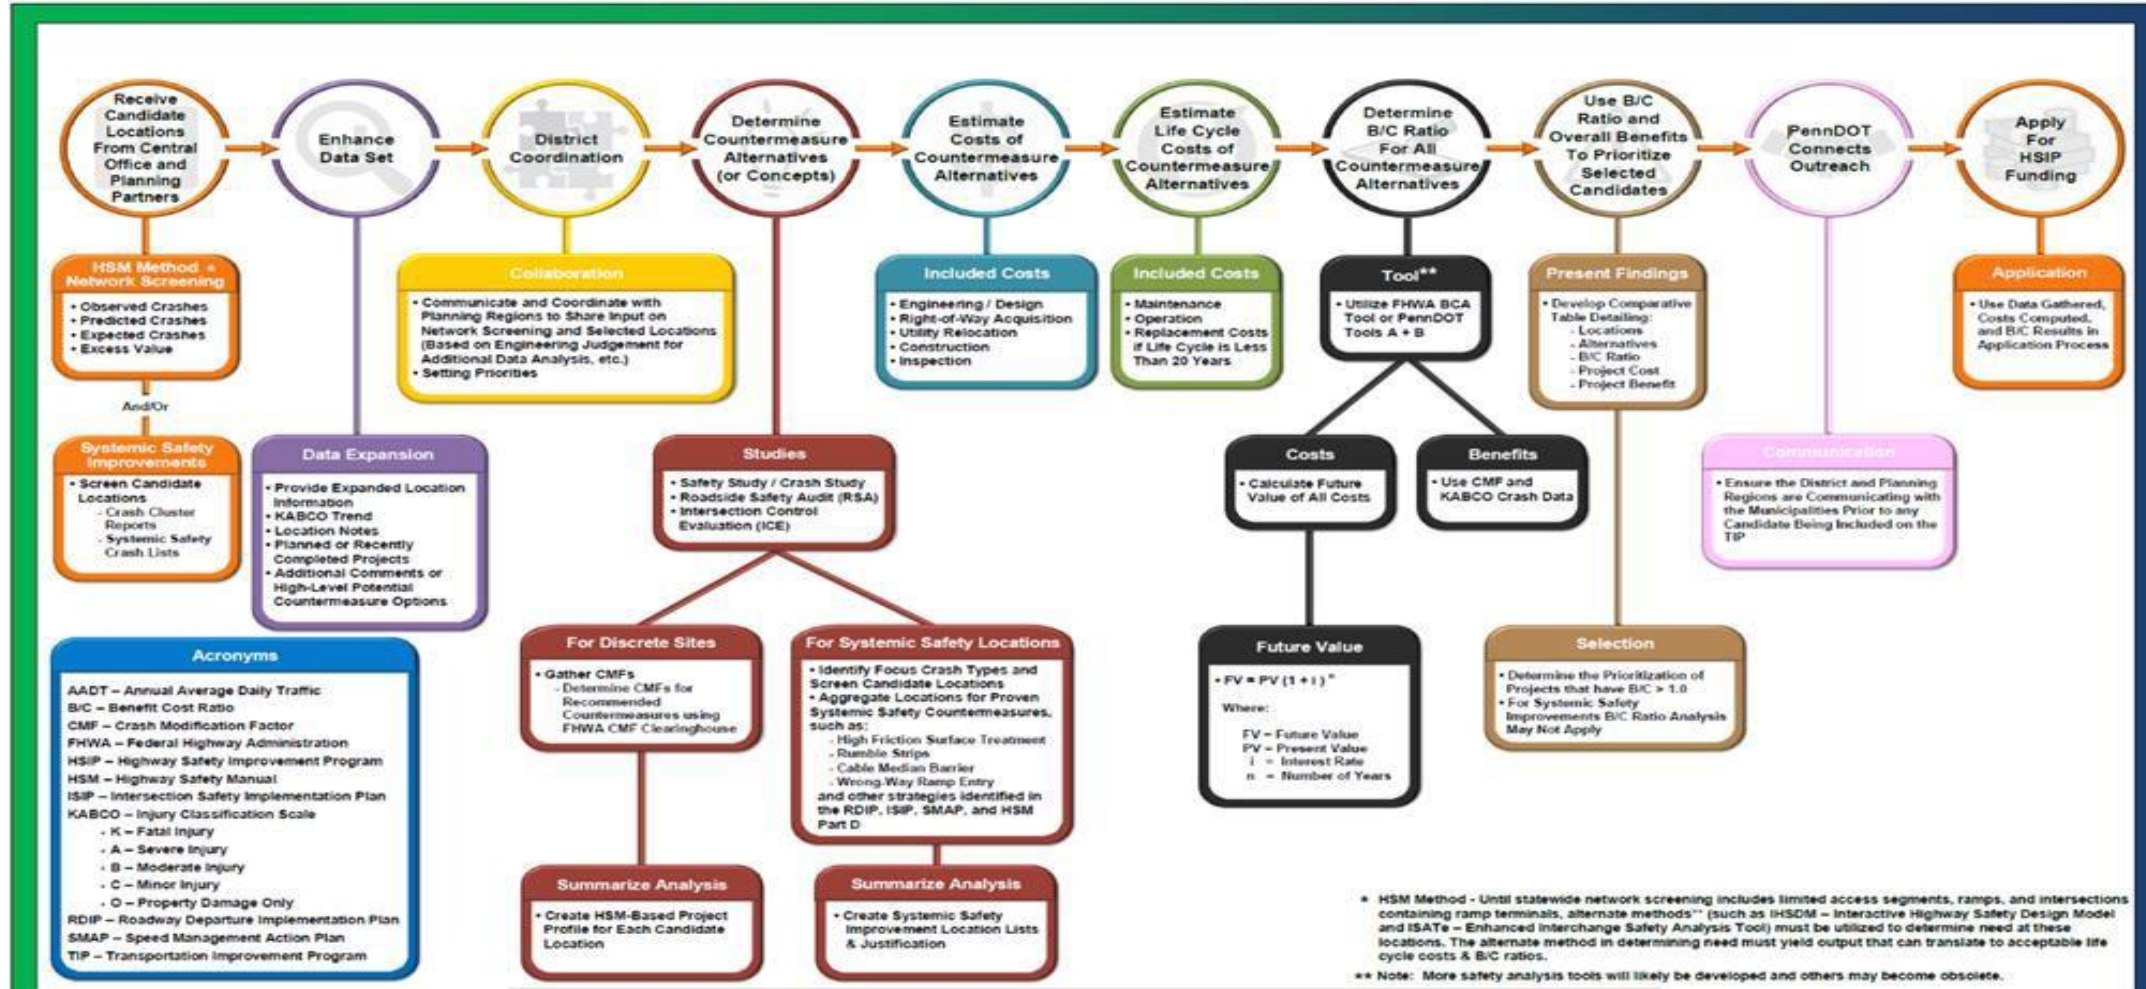 Receive
Candidate
Locations
From Central
Office and
Planning
Partners
Enhance
Data Set
District
Coordination
Determine
Countermeasure
Alternatives
(or Concepts)
Estimate
Costs of
Countermeasure
Alternatives
Estimate
Life Cycle
Costs of
Countermeasure
Alternatives
Determine
B/C Ratio
For All
Countermeasure
Alternatives
Use B/C
Ratio and
Overall Benefits
To Prioritize
Selected
Candidates
PennDOT
Connects
Outreach
Apply
For
HSIP
Funding
HSM Method *
Network Screening
• Observed Crashes
• Predicted Crashes
• Expected Crashes
• Excess Value
And/Or
Systemic Safety
Improvements
• Screen Candidate
Locations
- Crash Cluster
Reports
- Systemic Safety
Crash Lists
Data Expansion
• Provide Expanded Location
Information
• KABCO Trend
• Location Notes
• Planned or Recently
Completed Projects
• Additional Comments or
High-Level Potential
Countermeasure Options
Collaboration
• Communicate and Coordinate with
Planning Regions to Share Input on
Network Screening and Selected Locations
(Based on Engineering Judgement for
Additional Data Analysis, etc.)
• Setting Priorities
Studies
• Safety Study / Crash Study
• Roadside Safety Audit (RSA)
• Intersection Control
Evaluation (ICE)
For Discrete Sites
• Gather CMFs
- Determine CMFs for
Recommended
Countermeasures using
FHWA CMF Clearinghouse
Summarize Analysis
• Create HSM-Based Project
Profile for Each Candidate
Location
For Systemic Safety Locations
• Identify Focus Crash Types and
Screen Candidate Locations
• Aggregate Locations for Proven
Systemic Safety Countermeasures,
such as:
- High Friction Surface Treatment
- Rumble Strips
- Cable Median Barrier
- Wrong-Way Ramp Entry
and other strategies identified in
the RDIP, ISIP, SMAP, and HSM
Part D
Summarize Analysis
• Create Systemic Safety
Improvement Location Lists
& Justification
Included Costs
• Engineering / Design
• Right-of-Way Acquisition
• Utility Relocation
• Construction
• Inspection
Included Costs
• Maintenance
• Operation
• Replacement Costs
if Life Cycle is Less
Than 20 Years
Tool**
• Utilize FHWA BCA
Tool or PennDOT
Tools A + B
Costs
• Calculate Future
Value of All Costs
Benefits
• Use CMF and
KABCO Crash Data
Future Value
• FV = PV (1 + i) ⁿ
Where:
FV = Future Value
PV = Present Value
i = Interest Rate
n = Number of Years
Present Findings
• Develop Comparative
Table Detailing:
- Locations
- Alternatives
- B/C Ratio
- Project Cost
- Project Benefit
Selection
• Determine the Prioritization of
Projects that have B/C > 1.0
• For Systemic Safety
Improvements B/C Ratio Analysis
May Not Apply
Communication
• Ensure the District and Planning
Regions are Communicating with
the Municipalities Prior to any
Candidate Being Included on the
TIP
Application
• Use Data Gathered,
Costs Computed,
and B/C Results in
Application Process
Acronyms
AADT – Annual Average Daily Traffic
B/C – Benefit Cost Ratio
CMF – Crash Modification Factor
FHWA – Federal Highway Administration
HSIP – Highway Safety Improvement Program
HSM – Highway Safety Manual
ISIP – Intersection Safety Implementation Plan
KABCO – Injury Classification Scale
- K – Fatal Injury
- A – Severe Injury
- B – Moderate Injury
- C – Minor Injury
- O – Property Damage Only
RDIP – Roadway Departure Implementation Plan
SMAP – Speed Management Action Plan
TIP – Transportation Improvement Program
* HSM Method - Until statewide network screening includes limited access segments, ramps, and intersections
containing ramp terminals, alternate methods** (such as IHSDM – Interactive Highway Safety Design Model
and ISATe – Enhanced Interchange Safety Analysis Tool) must be utilized to determine need at these
locations. The alternate method in determining need must yield output that can translate to acceptable life
cycle costs & B/C ratios.
** Note: More safety analysis tools will likely be developed and others may become obsolete.